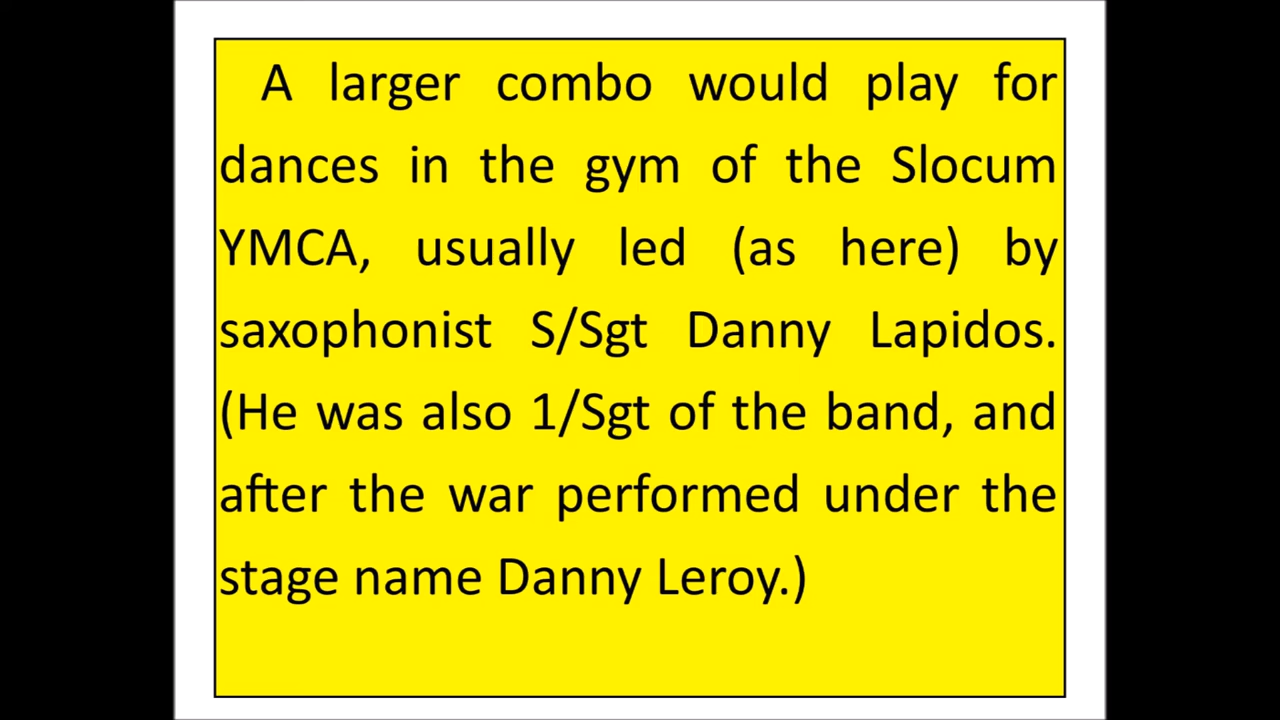 A larger combo would play for
dances in the gym of the Slocum
YMCA, usually led (as here) by
saxophonist S/Sgt Danny Lapidos.
(He was also 1/Sgt of the band, and
after the war performed under the
stage name Danny Leroy.)